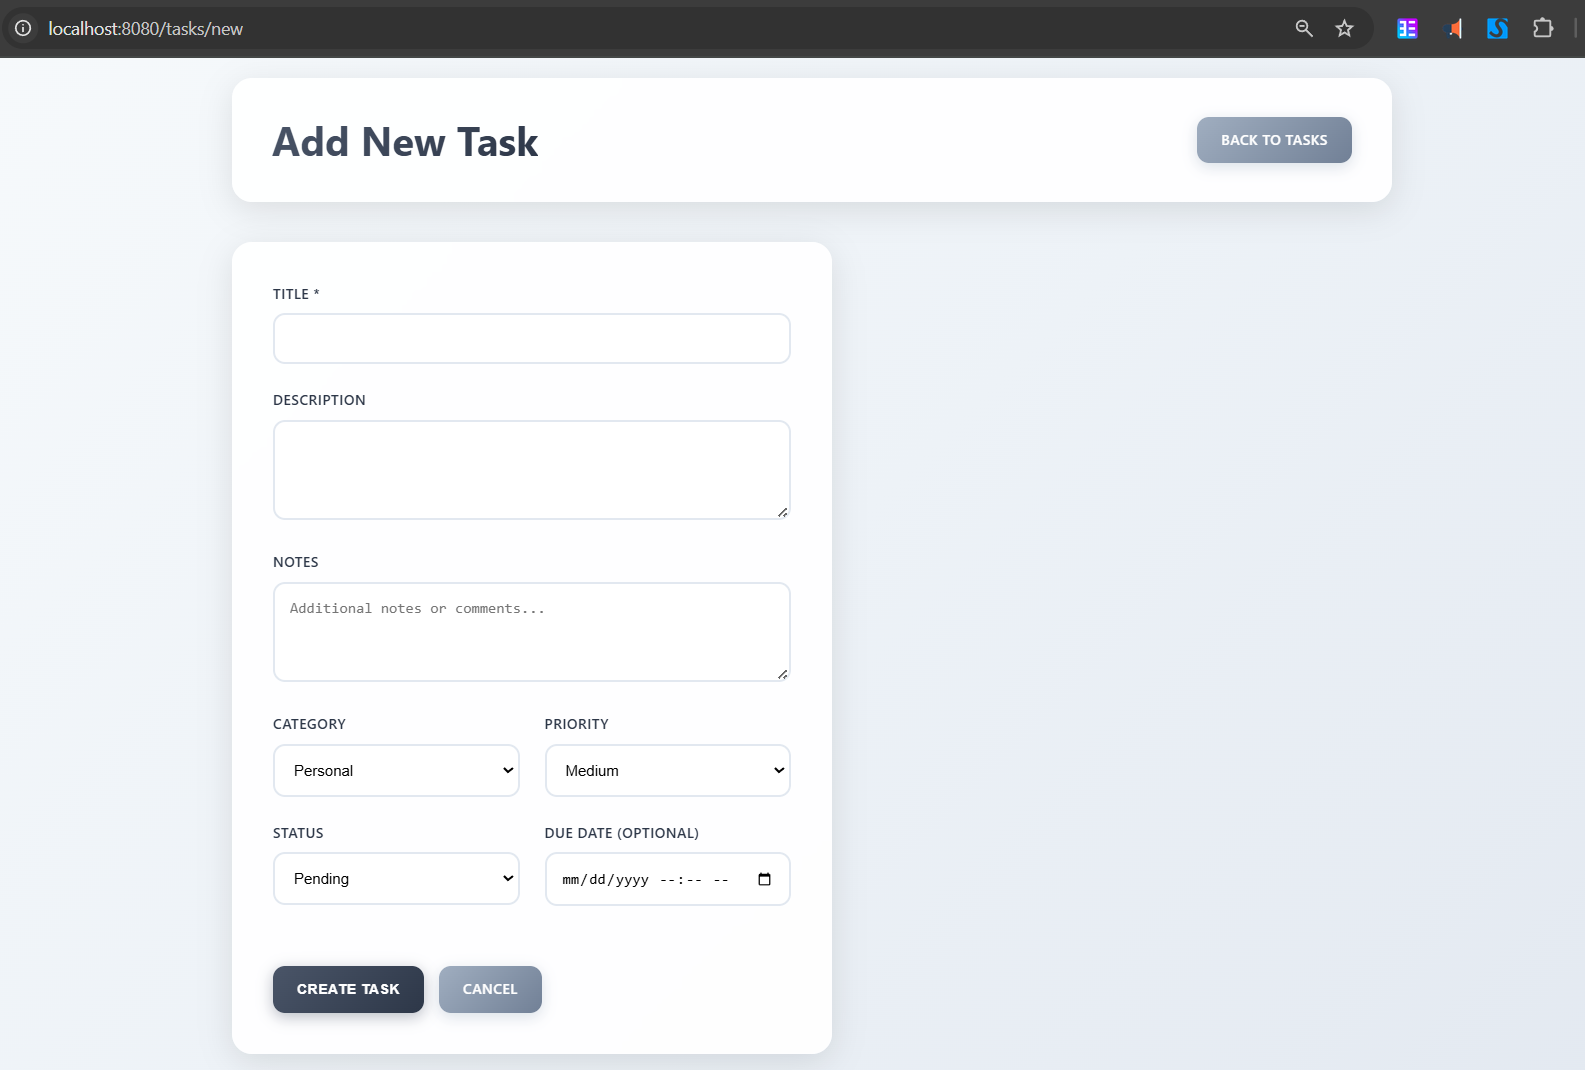 localhost:8080/tasks/new
Add New Task
BACK TO TASKS
TITLE *
DESCRIPTION
NOTES
Additional notes or comments...
CATEGORY
PRIORITY
Personal
Medium
STATUS
DUE DATE (OPTIONAL)
Pending
mm/dd/yyyy --:-- --
CREATE TASK
CANCEL